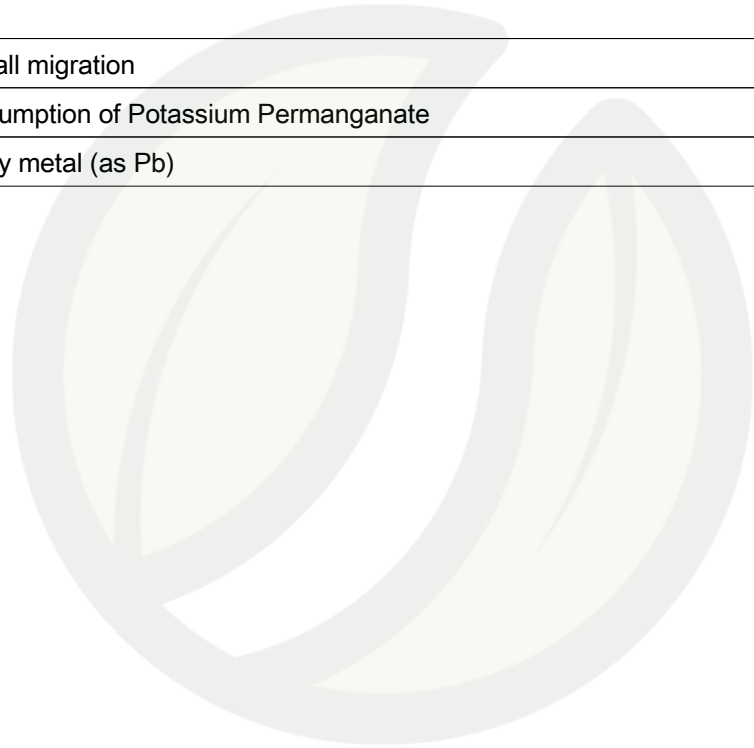 all migration
umption of Potassium Permanganate
y metal (as Pb)